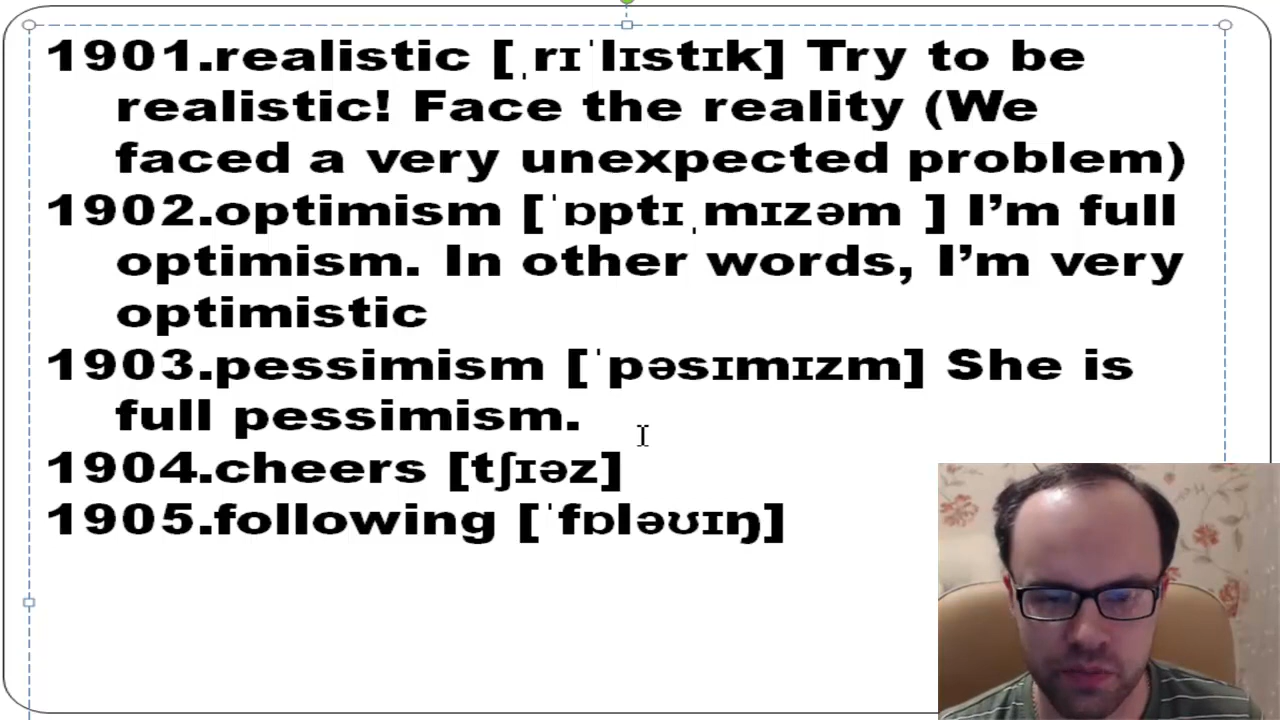 1901.realistic [ˌrɪˈlɪstɪk] Try to be
realistic! Face the reality (We
faced a very unexpected problem)
1902.optimism [ˈɒptɪˌmɪzəm ] I’m full
optimism. In other words, I’m very
optimistic
1903.pessimism [ˈpəsɪmɪzm] She is
full pessimism.
1904.cheers [tʃɪəz]
1905.following [ˈfɒləʊɪŋ]